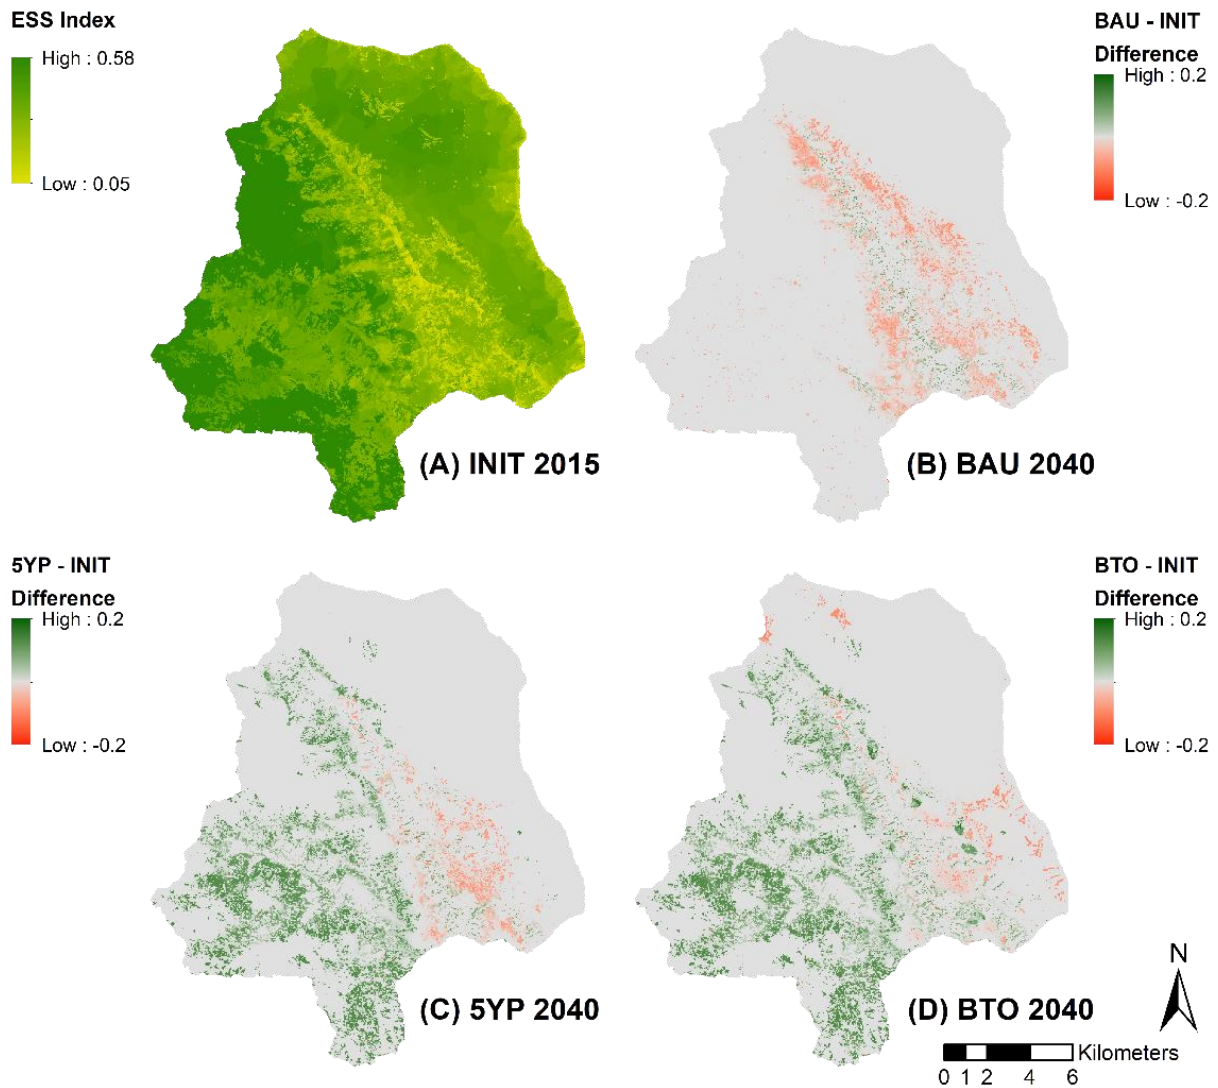 ESS Index
High : 0.58
Low : 0.05
(A) INIT 2015
BAU - INIT
Difference
High : 0.2
Low : -0.2
(B) BAU 2040
5YP - INIT
Difference
High : 0.2
Low : -0.2
(C) 5YP 2040
BTO - INIT
Difference
High : 0.2
Low : -0.2
(D) BTO 2040
N
Kilometers
0 1 2 4 6